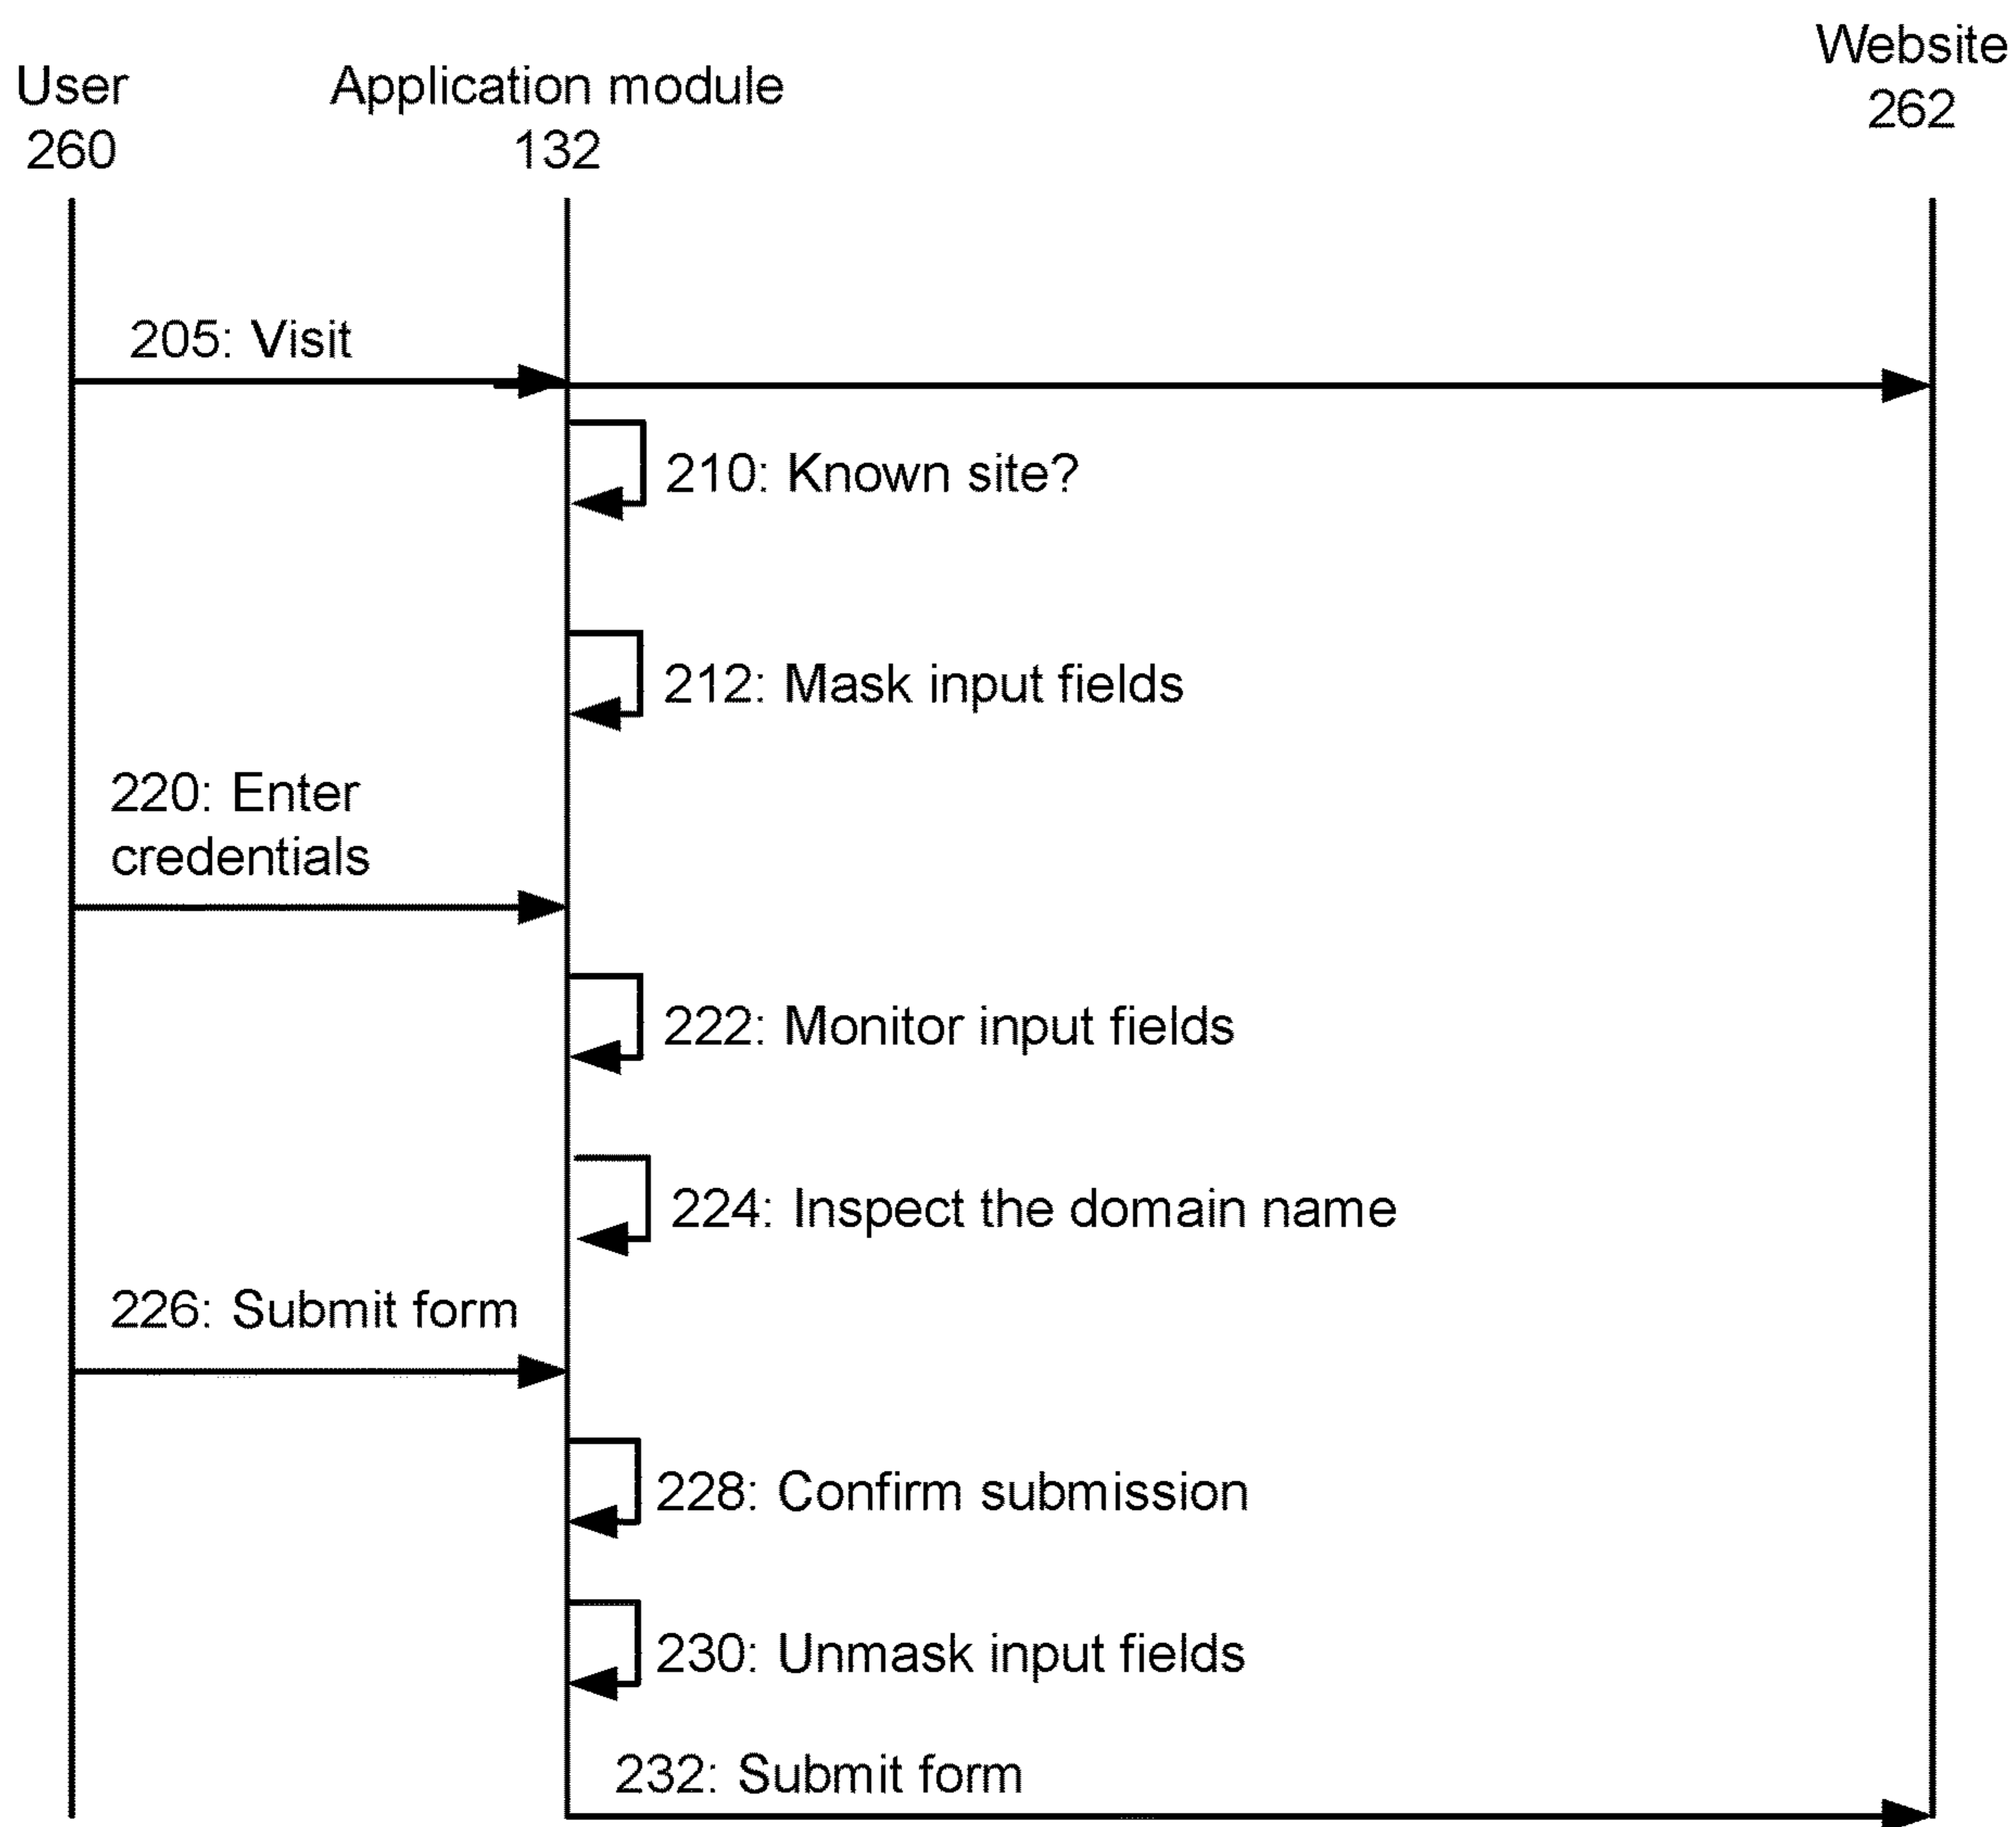 Website
262
User
260
Application module
132
205: Visit
210: Known site?
212: Mask input fields
220: Enter
credentials
222: Monitor input fields
224: Inspect the domain name
226: Submit form
228: Confirm submission
230: Unmask input fields
232: Submit form